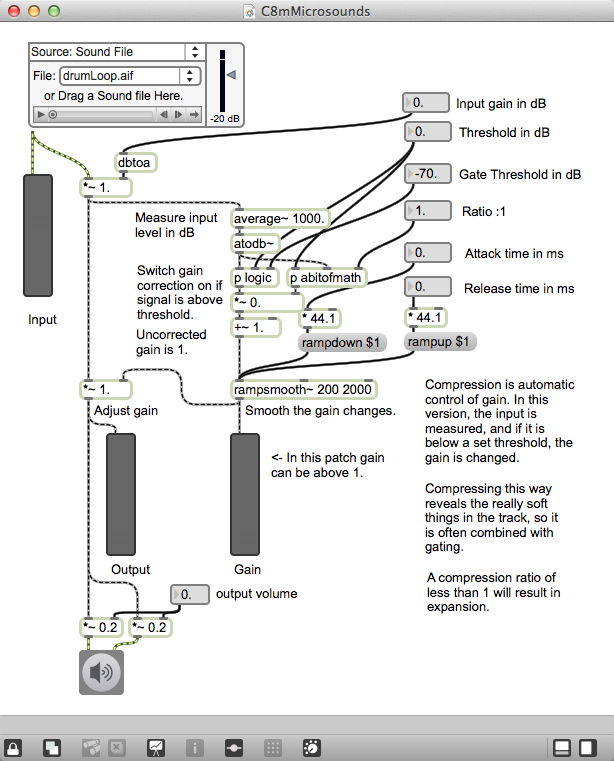 C8mMicrosounds
Source: Sound File
File: drumLoop.aif
or Drag a Sound file Here.
-20 dB
0. Input gain in dB
0. Threshold in dB
dbtoa
-70. Gate Threshold in dB
*~ 1.
1. Ratio :1
Measure input
level in dB
average~ 1000.
atodb~
0. Attack time in ms
Switch gain
correction on if
signal is above
threshold.
p logic
p abitofmath
0. Release time in ms
*~ 0.
* 44.1
* 44.1
Uncorrected
gain is 1.
+~ 1.
rampdown $1
rampup $1
Input
*~ 1.
rampsmooth~ 200 2000
Adjust gain
Smooth the gain changes.
Compression is automatic
control of gain. In this
version, the input is
measured, and if it is
below a set threshold, the
gain is changed.
<- In this patch gain
can be above 1.
Compressing this way
reveals the really soft
things in the track, so it
is often combined with
gating.
Output
Gain
A compression ratio of
less than 1 will result in
expansion.
0. output volume
*~ 0.2
*~ 0.2